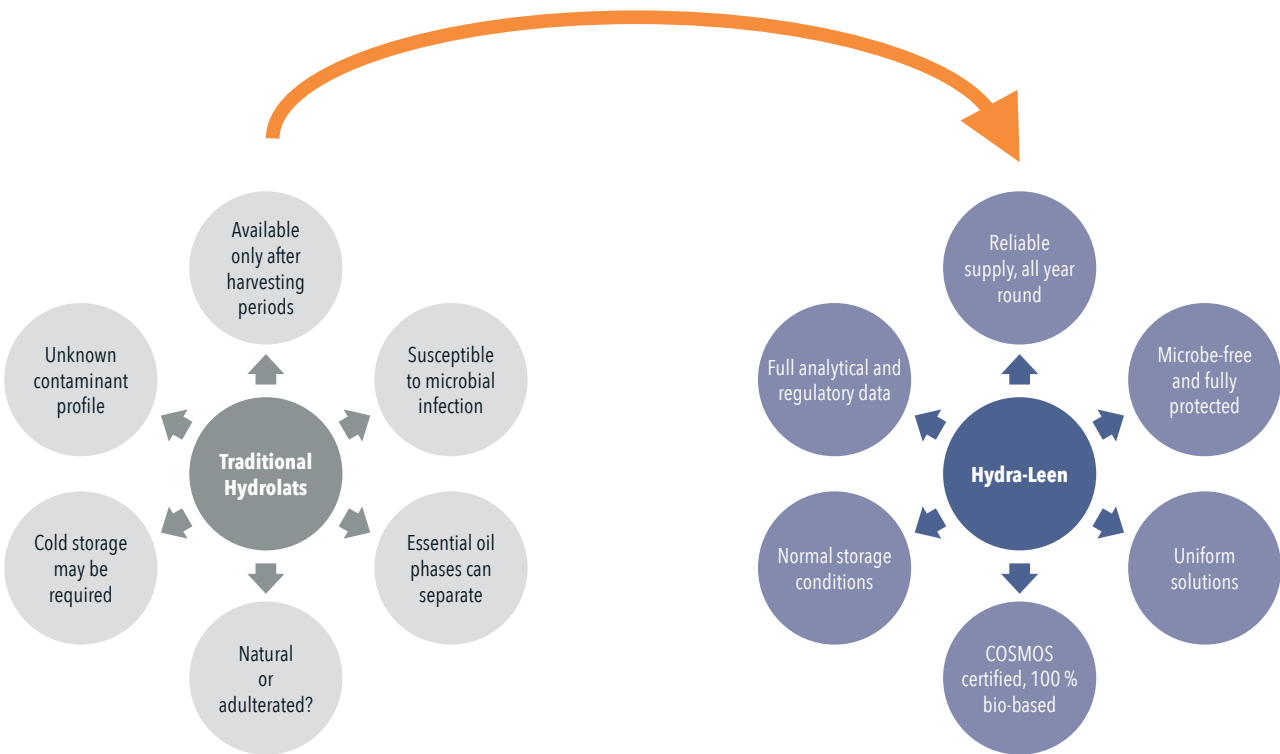 Available
only after
harvesting
periods
Unknown
contaminant
profile
Susceptible
to microbial
infection
Traditional
Hydrolats
Cold storage
may be
required
Essential oil
phases can
separate
Natural
or
adulterated?
Reliable
supply, all year
round
Full analytical and
regulatory data
Microbe-free
and fully
protected
Hydra-Leen
Normal storage
conditions
Uniform
solutions
COSMOS
certified, 100 %
bio-based